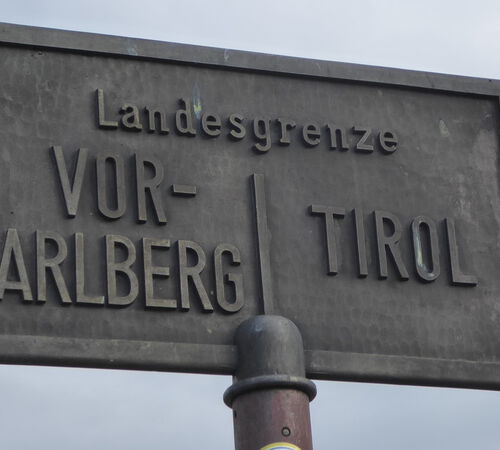 Landesgrenze
VOR-
ARLBERG
TIROL